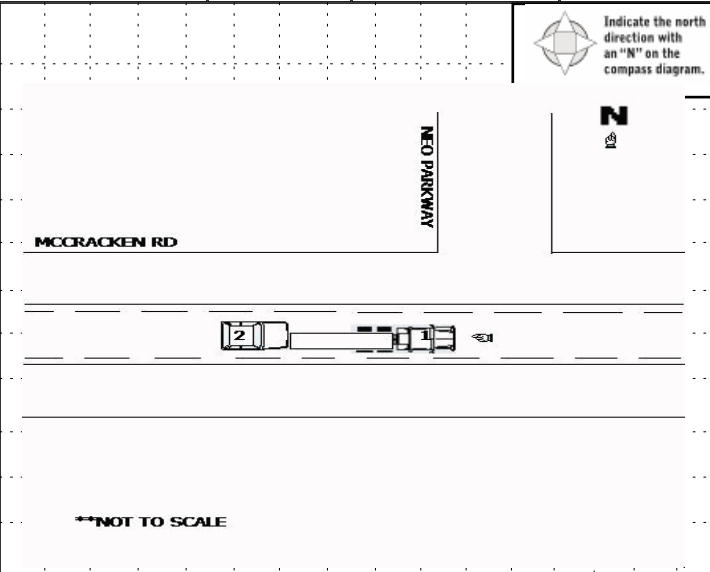 Indicate the north
direction with
an "N" on the
compass diagram.
N
NEO PARKWAY
MCCRACKEN RD
2
1
**NOT TO SCALE